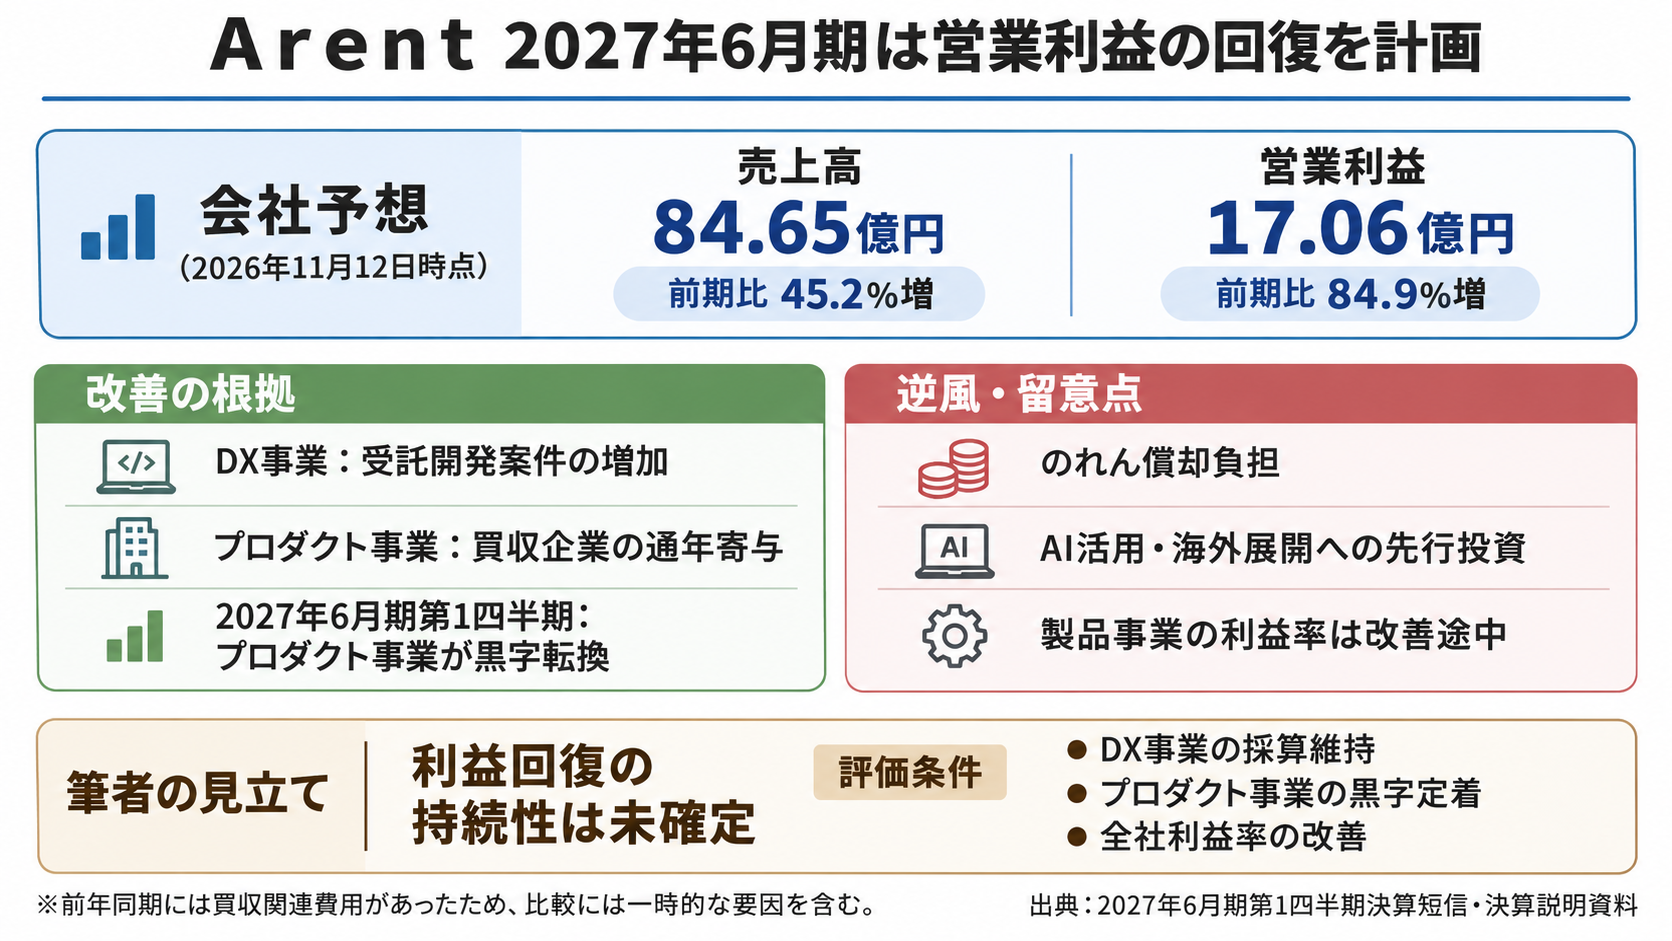 Arent 2027年6月期は営業利益の回復を計画
会社予想
（2026年11月12日時点）
売上高
84.65億円
前期比 45.2%増
営業利益
17.06億円
前期比 84.9%増
改善の根拠
</>
DX事業：受託開発案件の増加
プロダクト事業：買収企業の通年寄与
2027年6月期第1四半期：
プロダクト事業が黒字転換
逆風・留意点
のれん償却負担
AI
AI活用・海外展開への先行投資
製品事業の利益率は改善途中
筆者の見立て
利益回復の
持続性は未確定
評価条件
● DX事業の採算維持
● プロダクト事業の黒字定着
● 全社利益率の改善
※前年同期には買収関連費用があったため、比較には一時的な要因を含む。
出典：2027年6月期第1四半期決算短信・決算説明資料